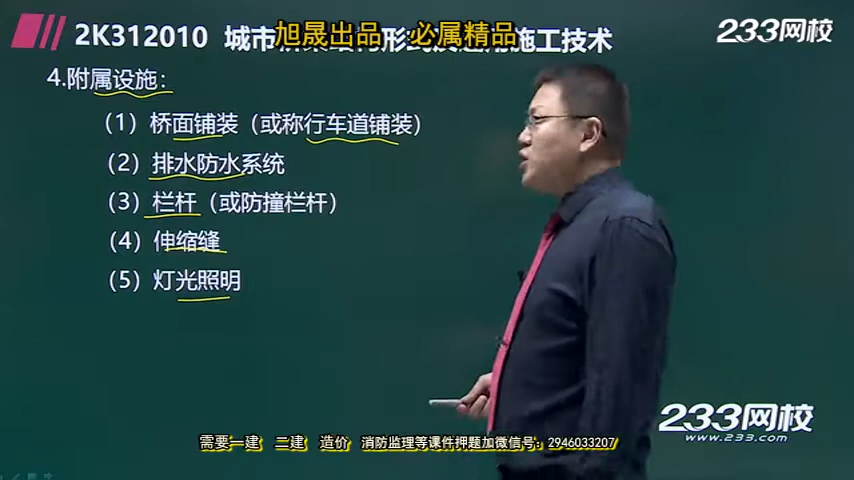 2K312010 城市 旭晟出品 必属精品 施工技术
233网校
4.附属设施：
（1）桥面铺装（或称行车道铺装）
（2）排水防水系统
（3）栏杆（或防撞栏杆）
（4）伸缩缝
（5）灯光照明
233网校
www.233.com
需要一建 二建 造价 消防监理等课件押题加微信号：2946033207